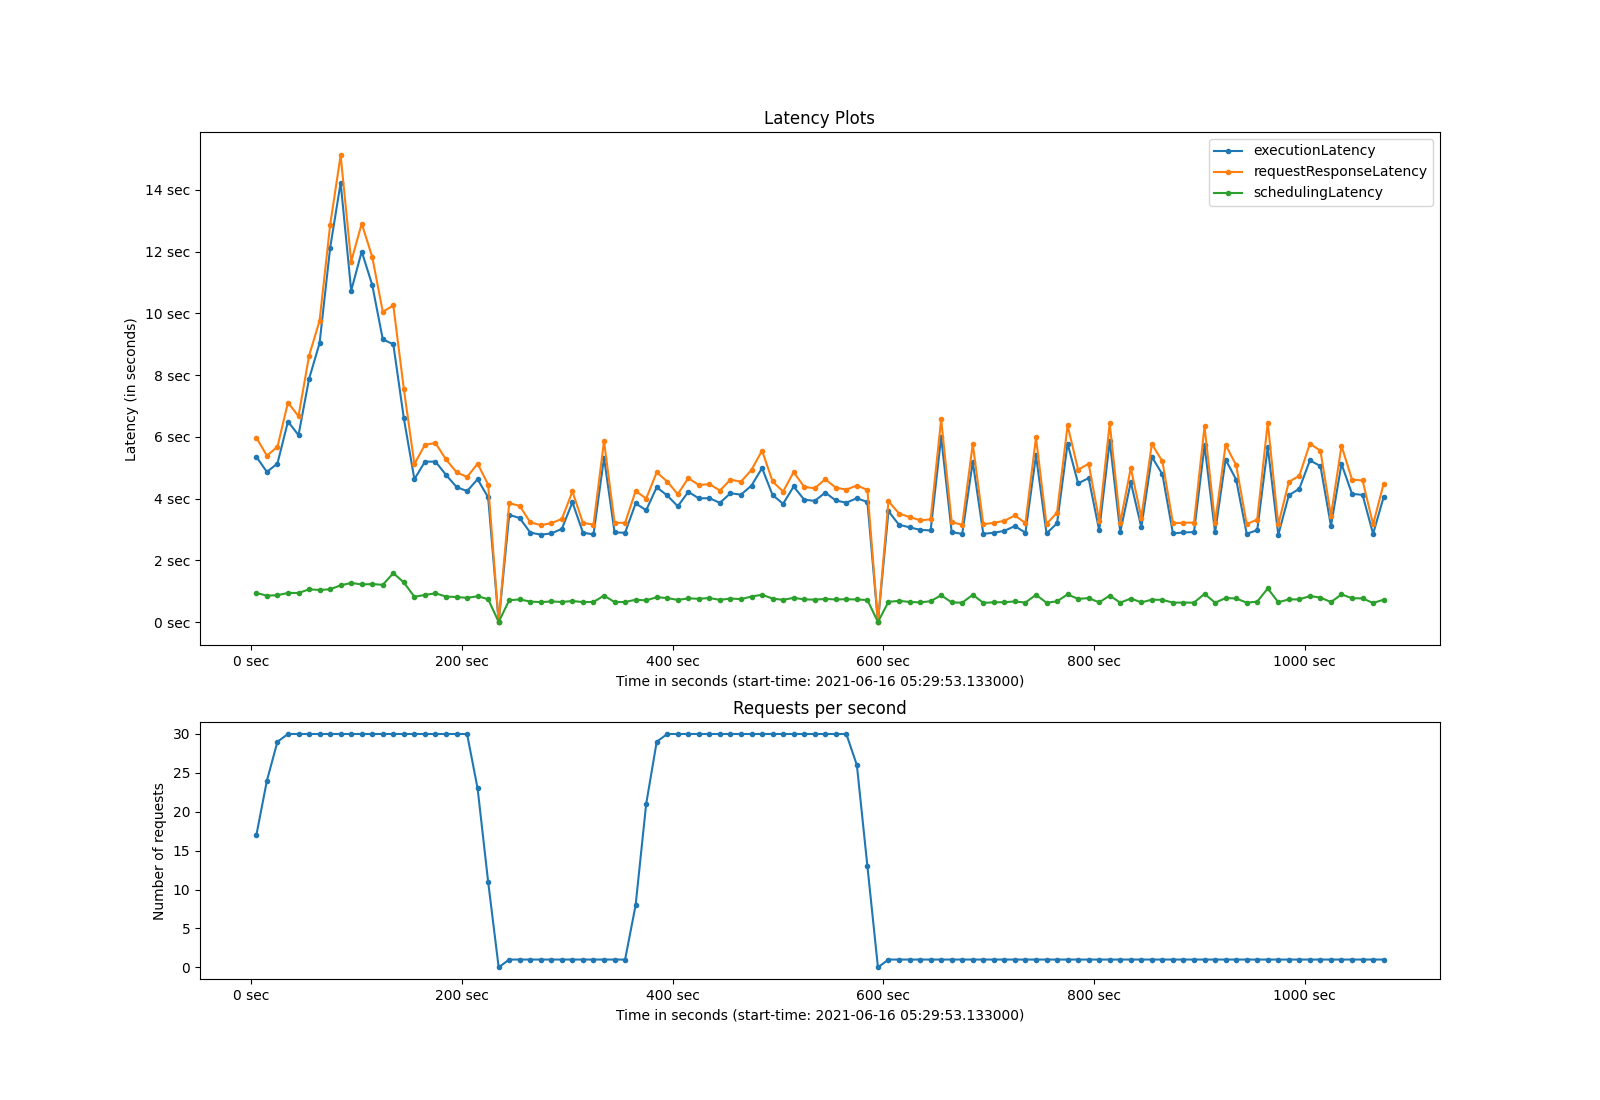 Latency Plots
executionLatency
requestResponseLatency
schedulingLatency
Latency (in seconds)
14 sec
12 sec
10 sec
8 sec
6 sec
4 sec
2 sec
0 sec
0 sec 200 sec 400 sec 600 sec 800 sec 1000 sec
Time in seconds (start-time: 2021-06-16 05:29:53.133000)
Requests per second
Number of requests
30
25
20
15
10
5
0
0 sec 200 sec 400 sec 600 sec 800 sec 1000 sec
Time in seconds (start-time: 2021-06-16 05:29:53.133000)